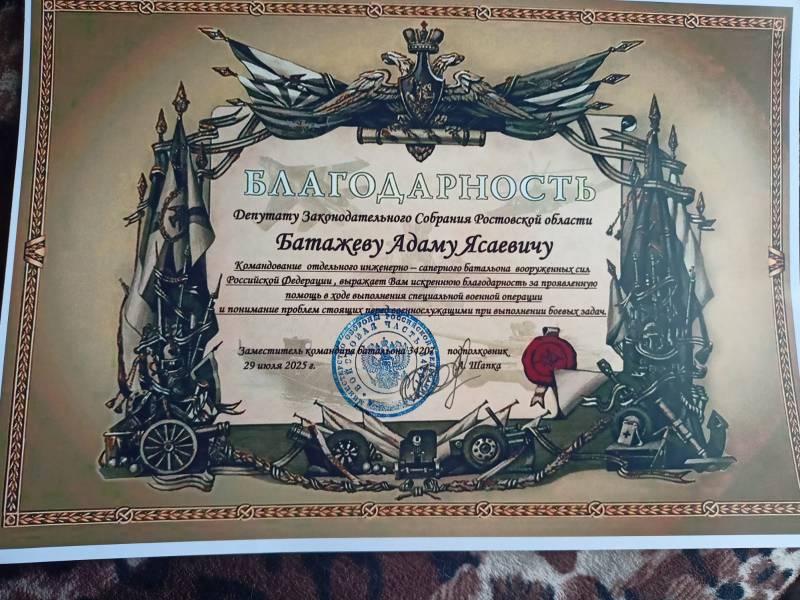 БЛАГОДАРНОСТЬ
Депутату Законодательного Собрания Ростовской области
Батажеву Адаму Ясаевичу
Командование отдельного инженерно – саперного батальона вооруженных сил
Российской Федерации , выражает Вам искреннюю благодарность за проявленную
помощь в ходе выполнения специальной военной операции
и понимание проблем стоящих перед военнослужащими при выполнении боевых задач.
Заместитель командира батальона 34207 подполковник
29 июля 2025 г. Л. Шапка
ВОЙСКОВАЯ ЧАСТЬ